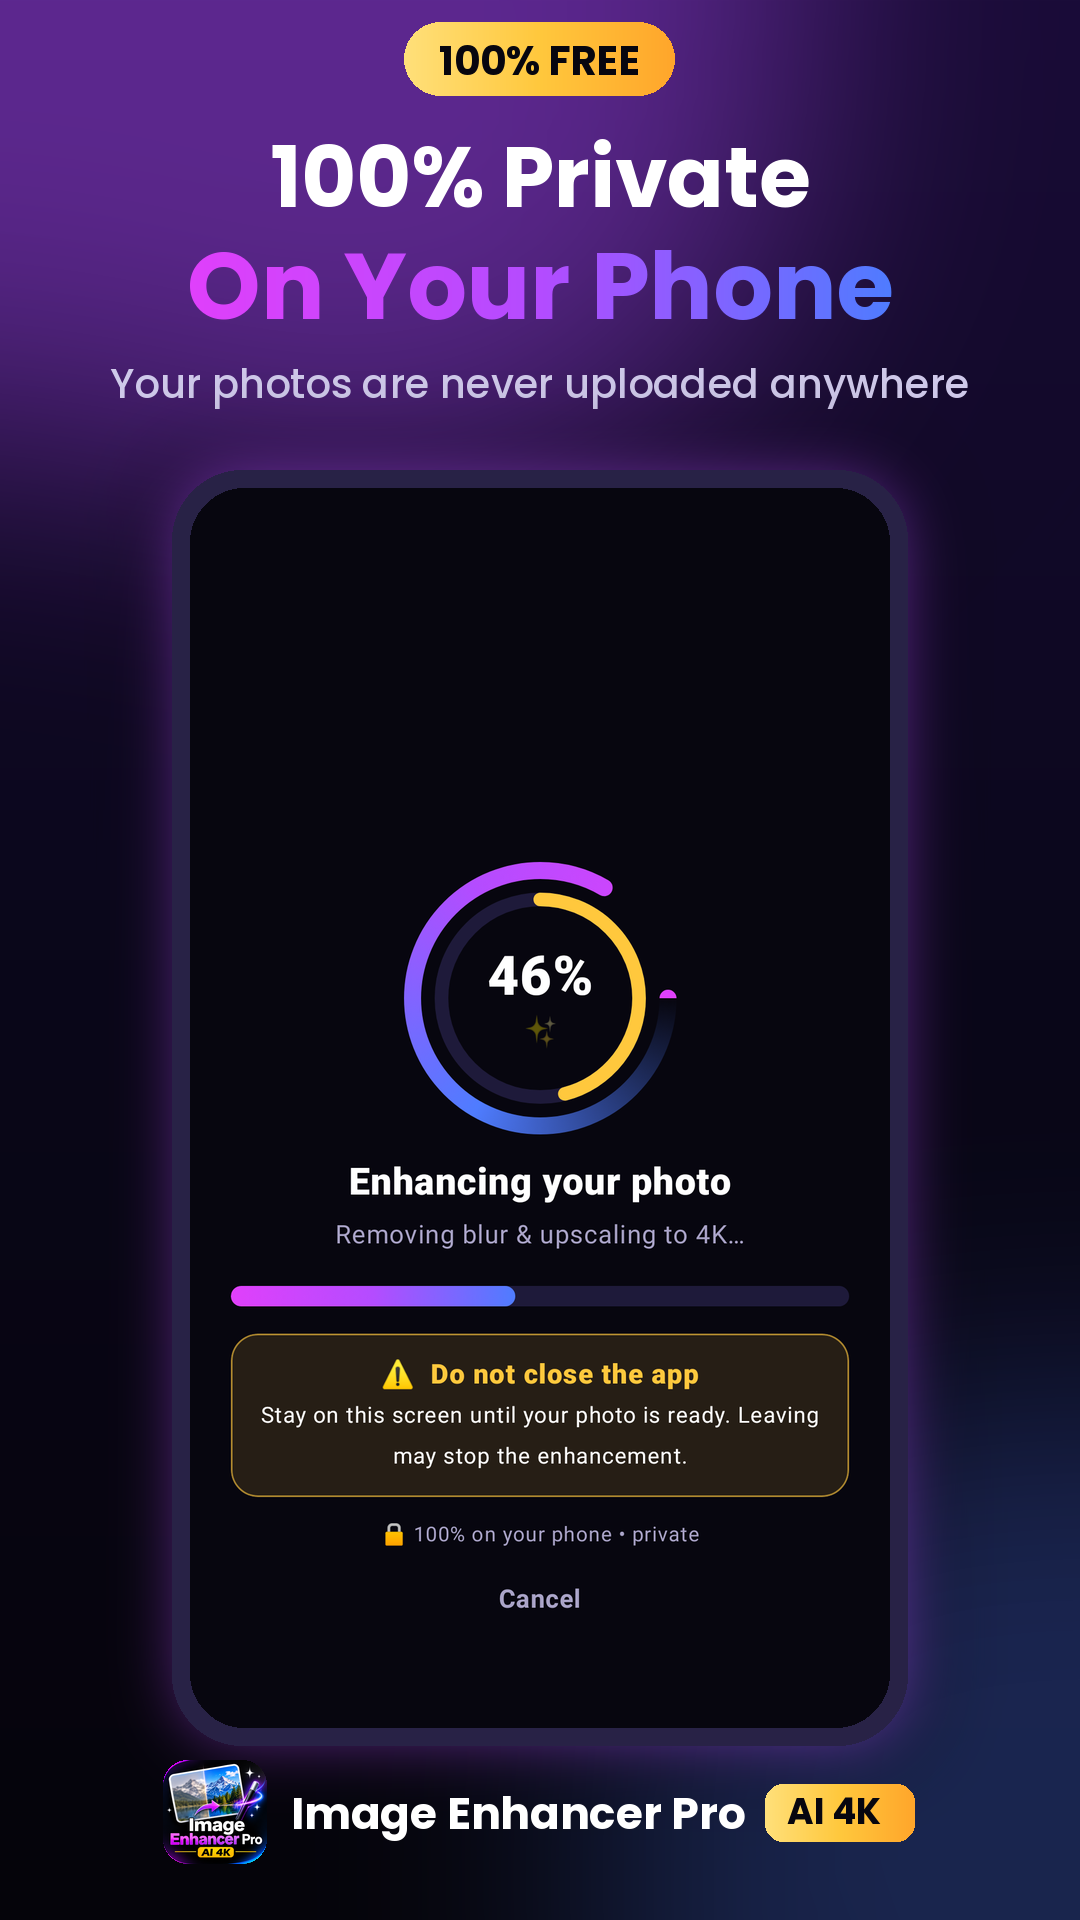 100% FREE
100% Private
On Your Phone
Your photos are never uploaded anywhere
46%
Enhancing your photo
Removing blur & upscaling to 4K...
⚠️ Do not close the app
Stay on this screen until your photo is ready. Leaving
may stop the enhancement.
🔒 100% on your phone • private
Cancel
Image
Enhancer Pro
AI 4K
Image Enhancer Pro AI 4K